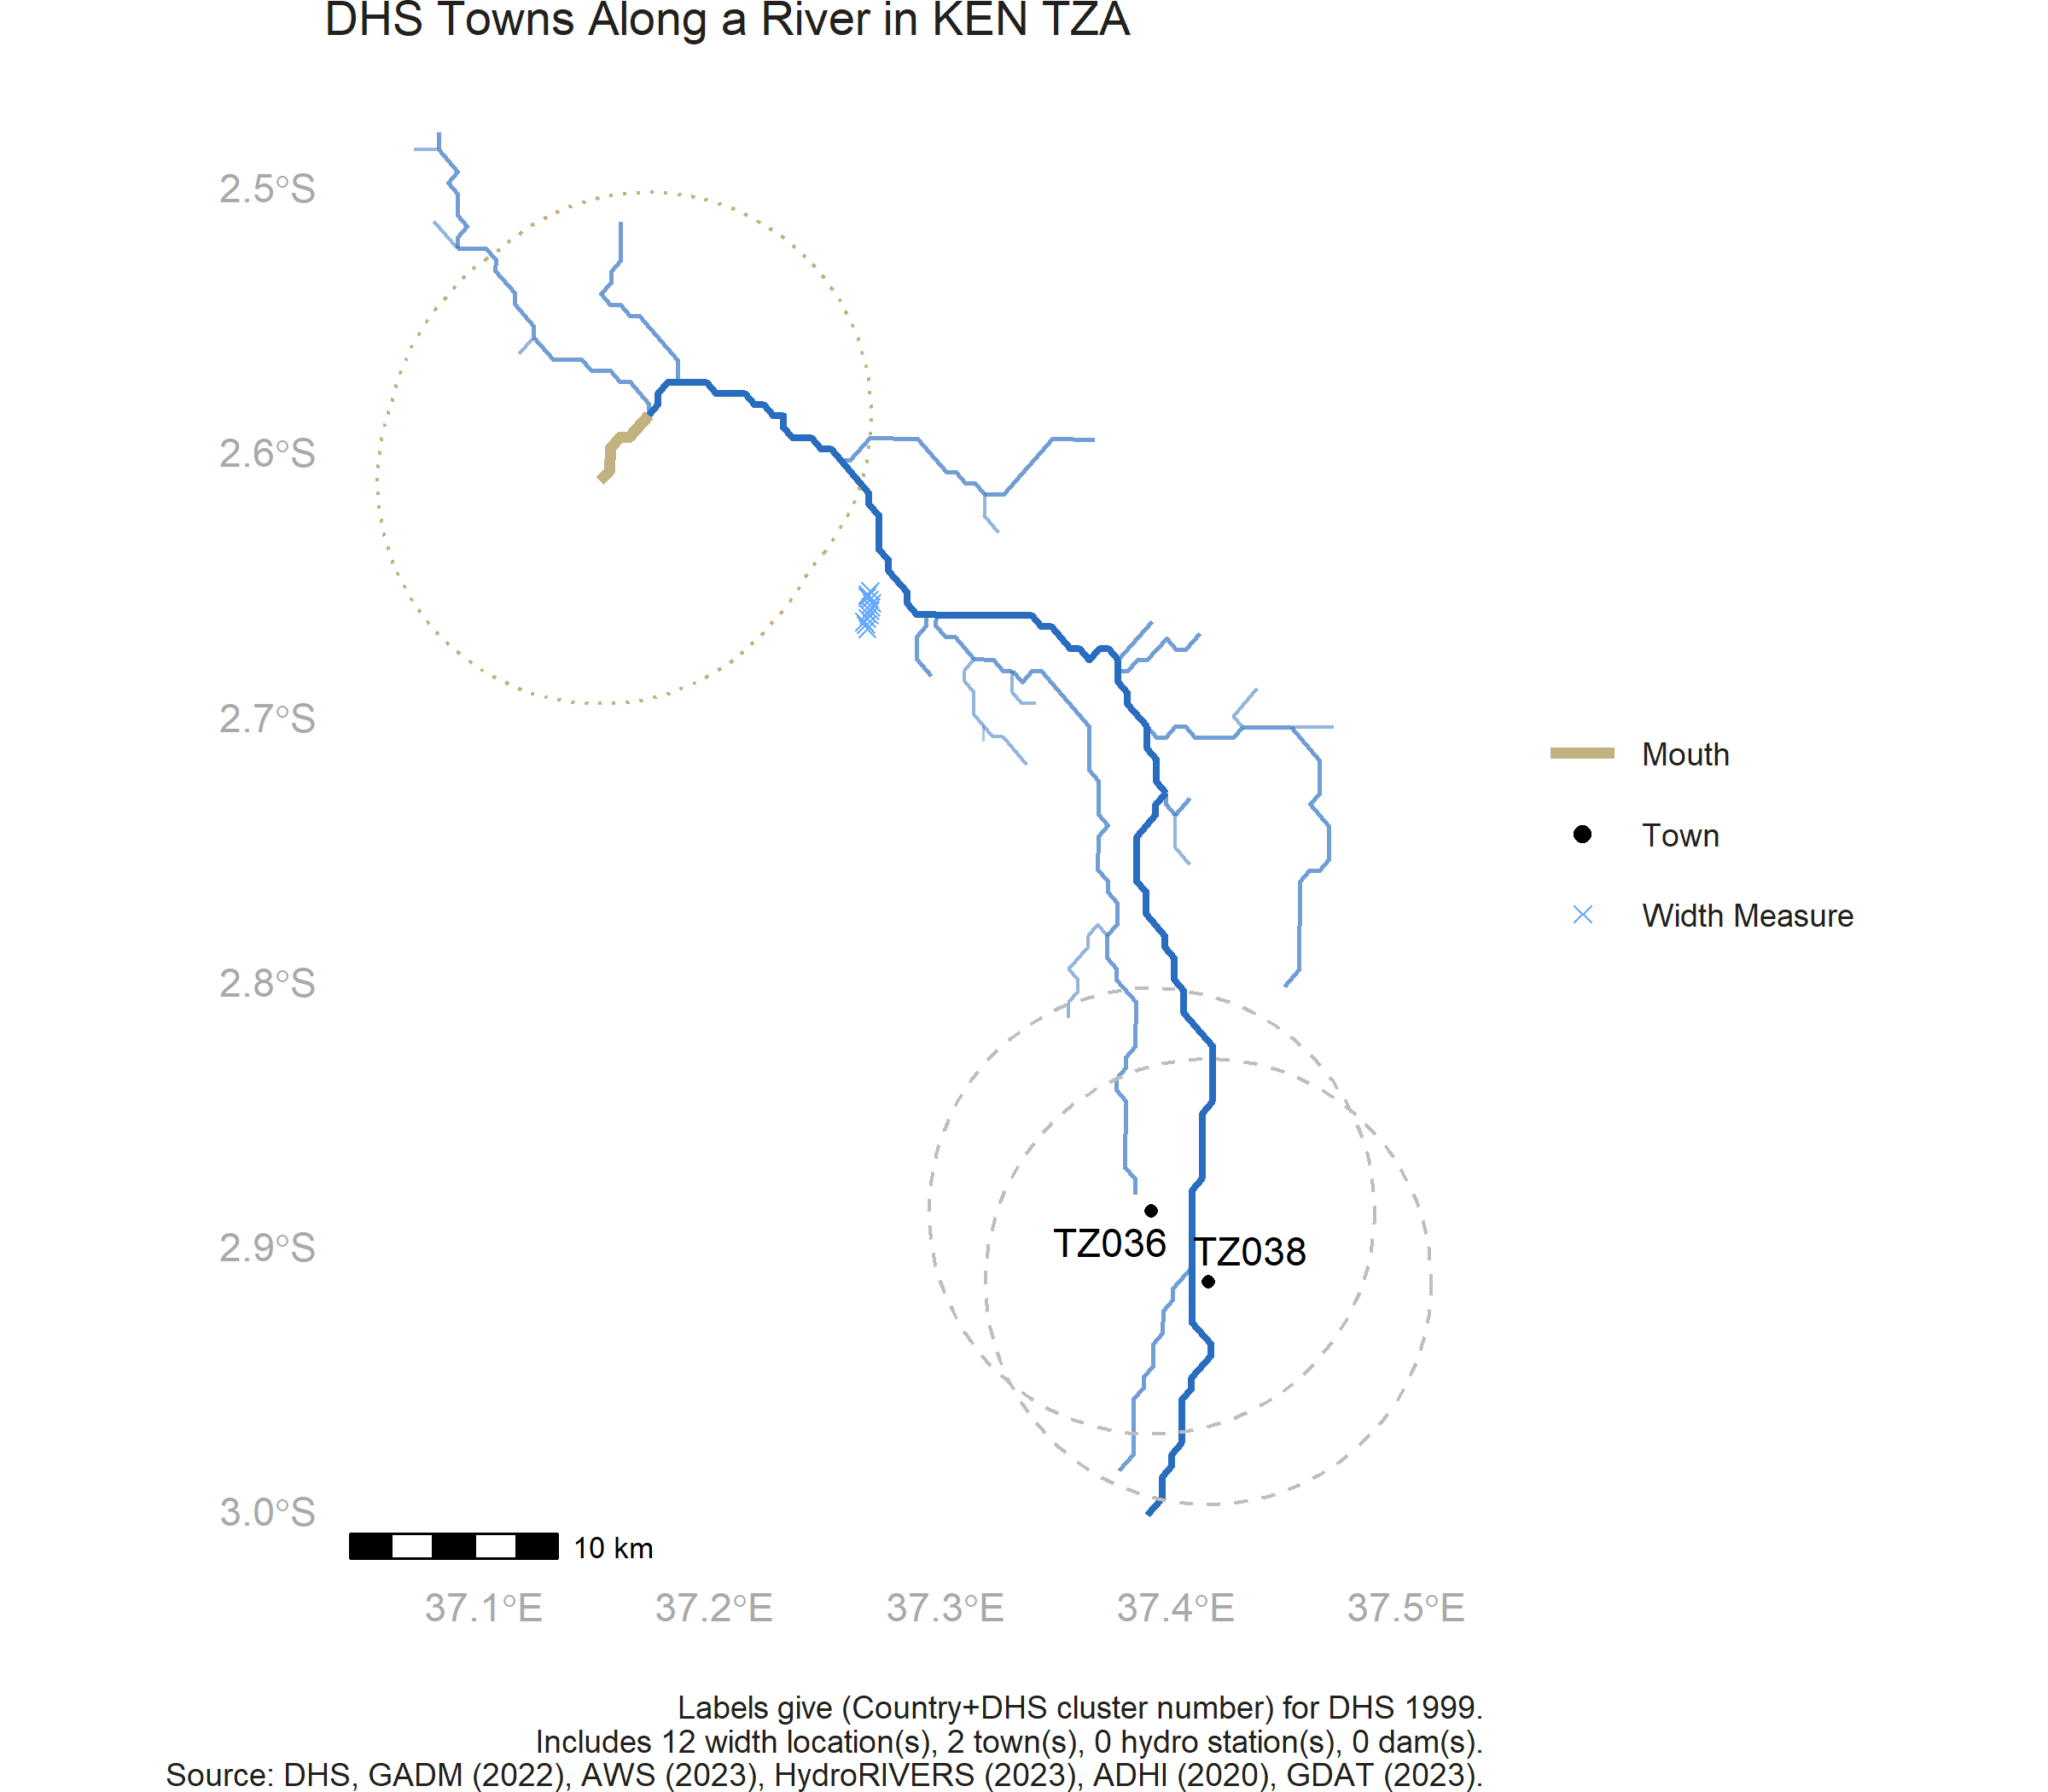 DHS Towns Along a River in KEN TZA
2.5°S
2.6°S
2.7°S
2.8°S
2.9°S
3.0°S
Mouth
Town
Width Measure
TZ036
TZ038
10 km
37.1°E
37.2°E
37.3°E
37.4°E
37.5°E
Labels give (Country+DHS cluster number) for DHS 1999.
Includes 12 width location(s), 2 town(s), 0 hydro station(s), 0 dam(s).
Source: DHS, GADM (2022), AWS (2023), HydroRIVERS (2023), ADHI (2020), GDAT (2023).